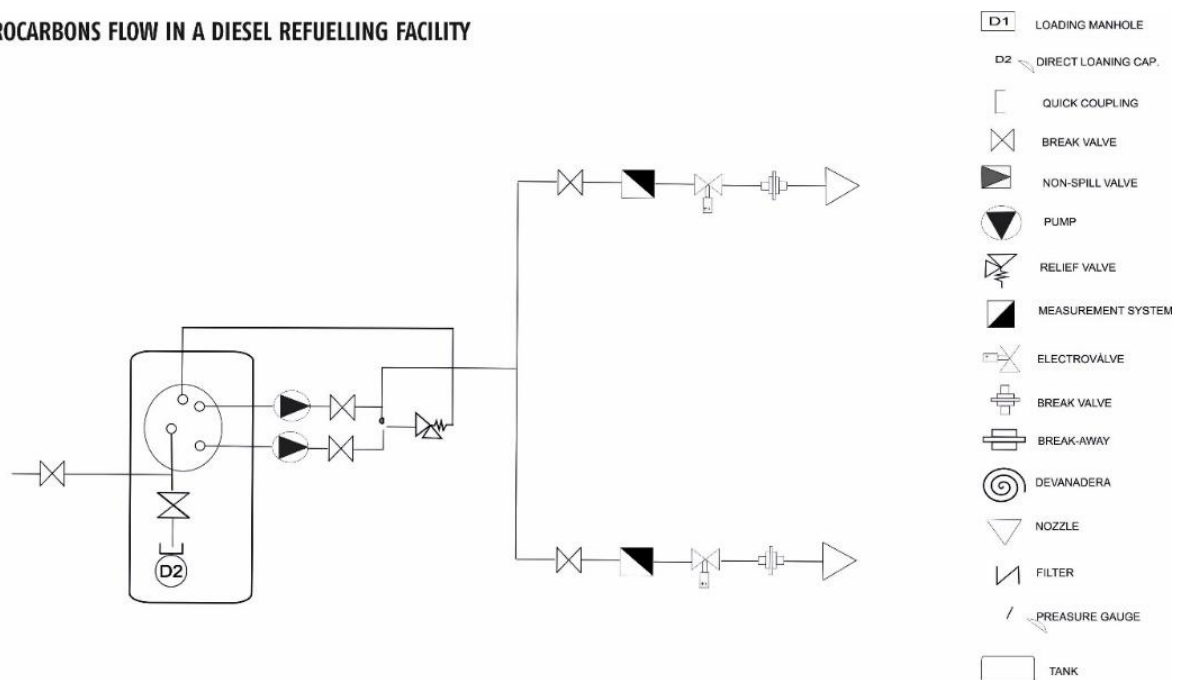 ROCARBONS FLOW IN A DIESEL REFUELLING FACILITY
D1 LOADING MANHOLE
D2 DIRECT LOANING CAP.
QUICK COUPLING
BREAK VALVE
NON-SPILL VALVE
PUMP
RELIEF VALVE
MEASUREMENT SYSTEM
ELECTROVÁLVE
BREAK VALVE
BREAK-AWAY
DEVANADERA
NOZZLE
FILTER
PREASURE GAUGE
TANK
D2